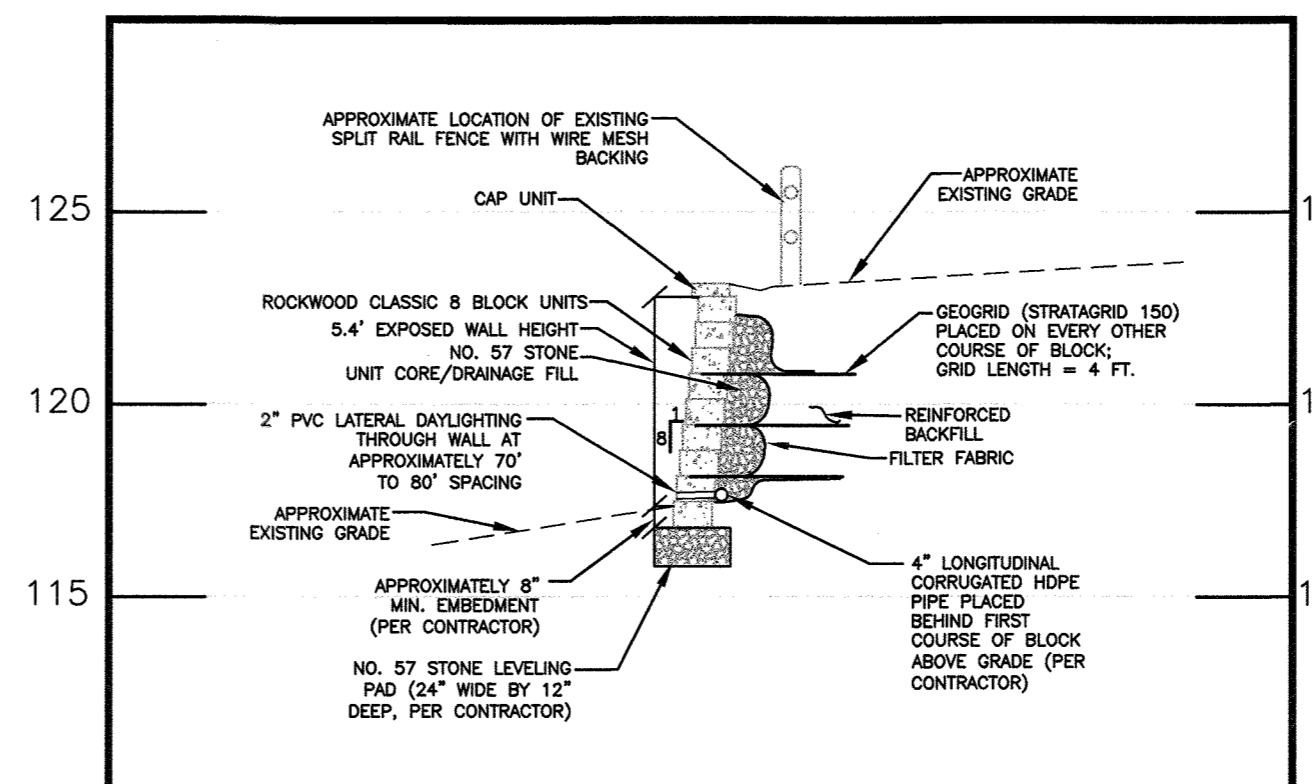 APPROXIMATE LOCATION OF EXISTING
SPLIT RAIL FENCE WITH WIRE MESH
BACKING
CAP UNIT
APPROXIMATE
EXISTING GRADE
125
1
ROCKWOOD CLASSIC 8 BLOCK UNITS
5.4' EXPOSED WALL HEIGHT
NO. 57 STONE
UNIT CORE/DRAINAGE FILL
GEOGRID (STRATAGRID 150)
PLACED ON EVERY OTHER
COURSE OF BLOCK;
GRID LENGTH = 4 FT.
120
1
2" PVC LATERAL DAYLIGHTING
THROUGH WALL AT
APPROXIMATELY 70'
TO 80' SPACING
1
8
REINFORCED
BACKFILL
FILTER FABRIC
APPROXIMATE
EXISTING GRADE
115
1
APPROXIMATELY 8"
MIN. EMBEDMENT
(PER CONTRACTOR)
4" LONGITUDINAL
CORRUGATED HDPE
PIPE PLACED
BEHIND FIRST
COURSE OF BLOCK
ABOVE GRADE (PER
CONTRACTOR)
NO. 57 STONE LEVELING
PAD (24" WIDE BY 12"
DEEP, PER CONTRACTOR)